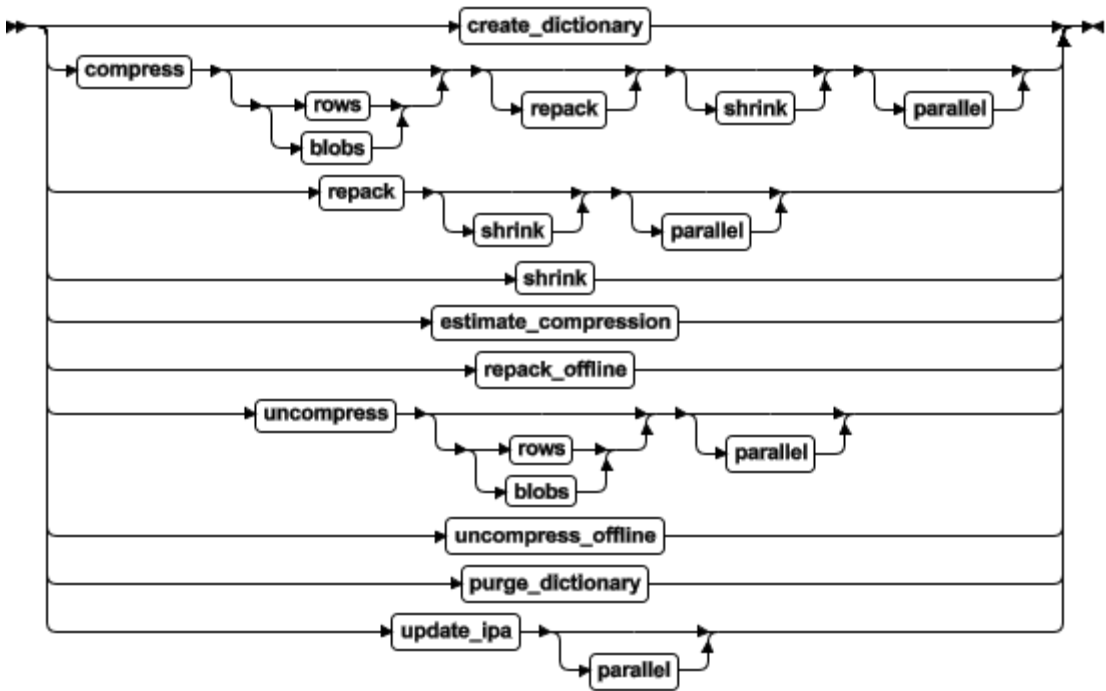 create_dictionary
compress
rows
repack
shrink
parallel
blobs
repack
shrink
parallel
shrink
estimate_compression
repack_offline
uncompress
rows
parallel
blobs
uncompress_offline
purge_dictionary
update_ipa
parallel